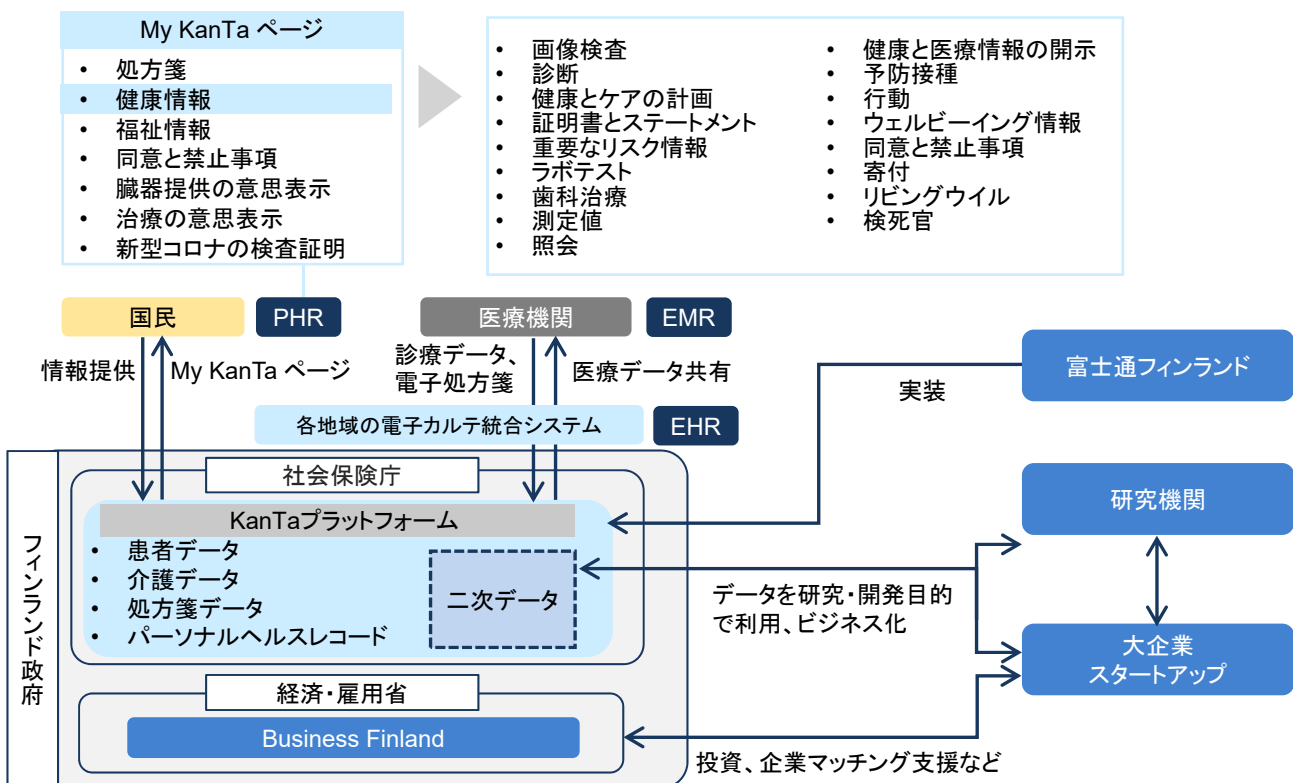 My KanTa ページ
• 処方箋
• 健康情報
• 福祉情報
• 同意と禁止事項
• 臓器提供の意思表示
• 治療の意思表示
• 新型コロナの検査証明
• 画像検査
• 診断
• 健康とケアの計画
• 証明書とステートメント
• 重要なリスク情報
• ラボテスト
• 歯科治療
• 測定値
• 照会
• 健康と医療情報の開示
• 予防接種
• 行動
• ウェルビーイング情報
• 同意と禁止事項
• 寄付
• リビングウイル
• 検死官
国民
PHR
医療機関
EMR
情報提供
My KanTa ページ
診療データ、
電子処方箋
医療データ共有
実装
富士通フィンランド
各地域の電子カルテ統合システム
EHR
フィンランド政府
社会保険庁
KanTaプラットフォーム
• 患者データ
• 介護データ
• 処方箋データ
• パーソナルヘルスレコード
二次データ
データを研究・開発目的
で利用、ビジネス化
研究機関
大企業
スタートアップ
経済・雇用省
Business Finland
投資、企業マッチング支援など